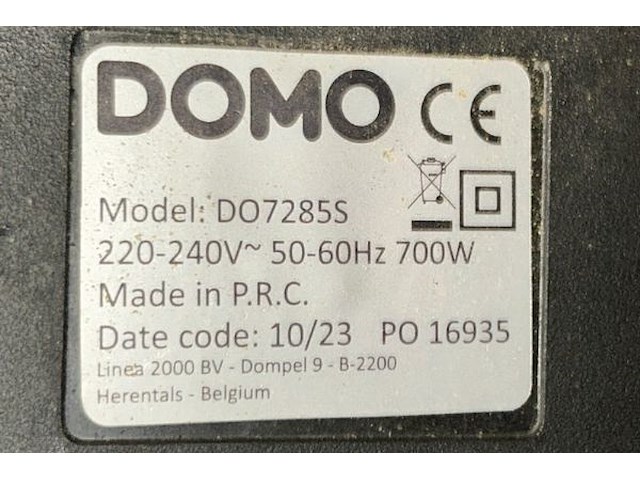 DOMO CE
Model: DO7285S
220-240V~ 50-60Hz 700W
Made in P.R.C.
Date code: 10/23 PO 16935
Linea 2000 BV - Dompel 9 - B-2200
Herentals - Belgium